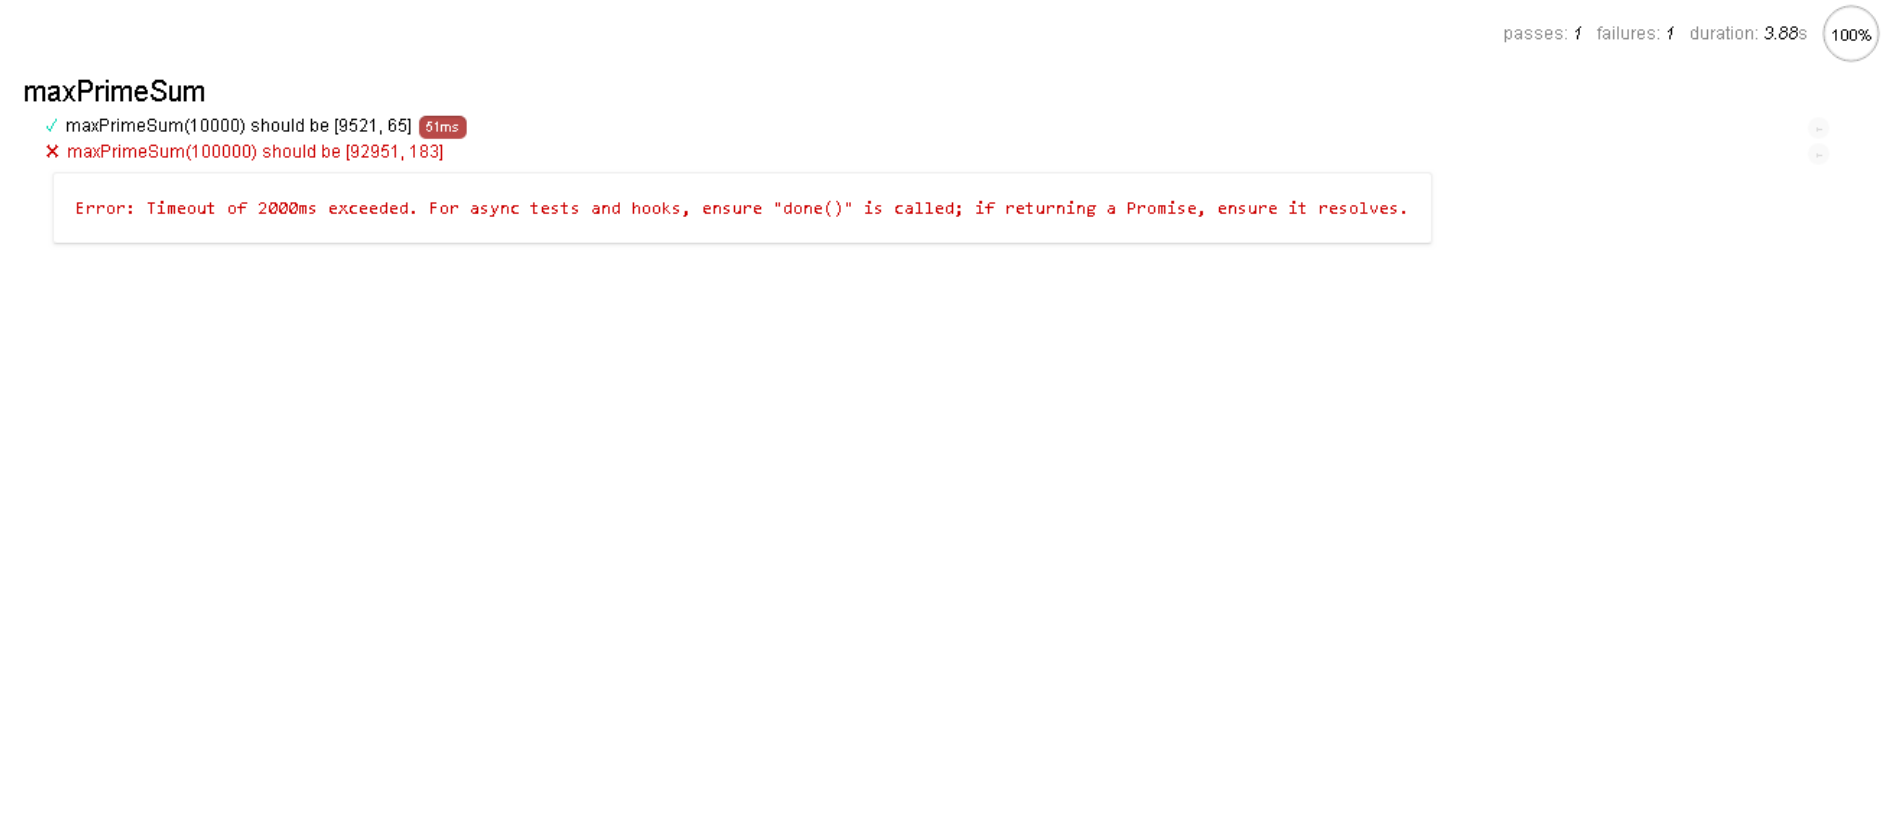 passes: 1 failures: 1 duration: 3.88s 100%
maxPrimeSum
✓ maxPrimeSum(10000) should be [9521, 65] 51ms
✕ maxPrimeSum(100000) should be [92951, 183]
Error: Timeout of 2000ms exceeded. For async tests and hooks, ensure "done()" is called; if returning a Promise, ensure it resolves.